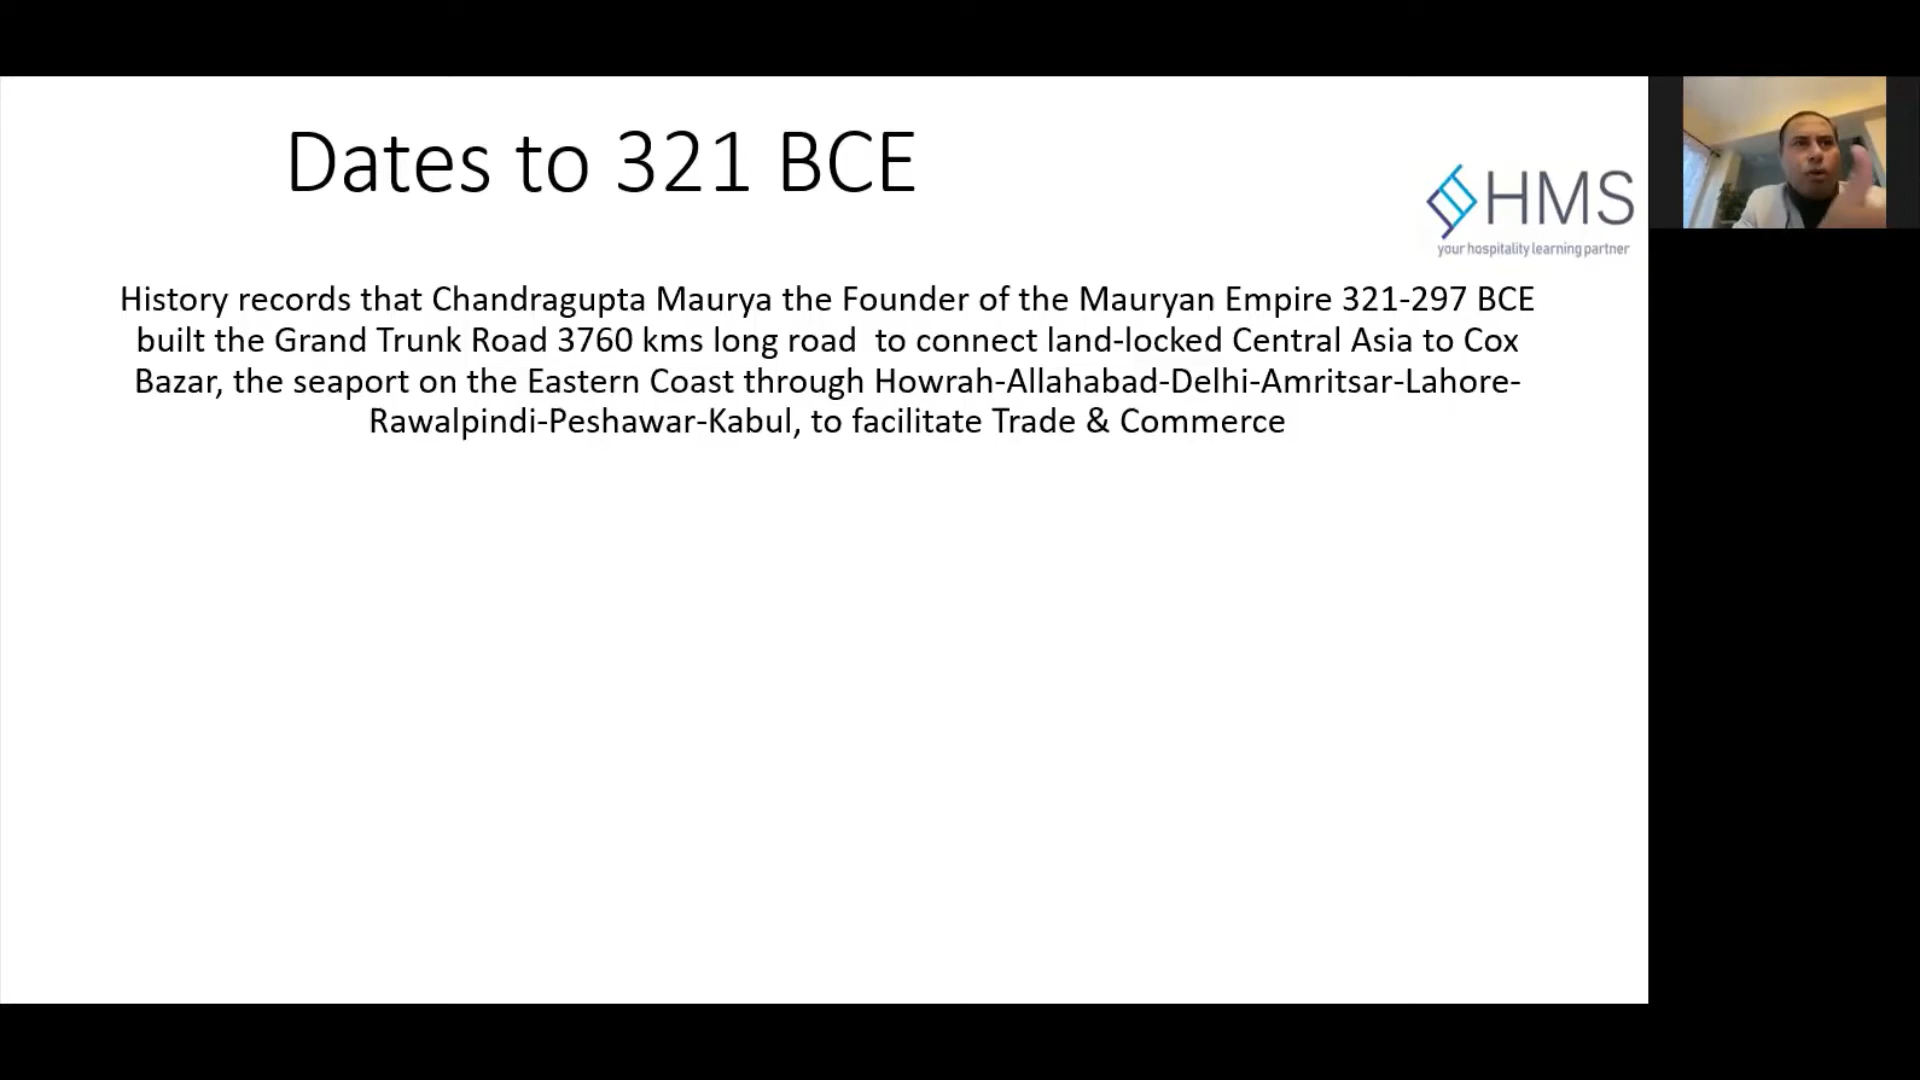 Dates to 321 BCE
HMS
your hospitality learning partner
History records that Chandragupta Maurya the Founder of the Mauryan Empire 321-297 BCE
built the Grand Trunk Road 3760 kms long road  to connect land-locked Central Asia to Cox
Bazar, the seaport on the Eastern Coast through Howrah-Allahabad-Delhi-Amritsar-Lahore-
Rawalpindi-Peshawar-Kabul, to facilitate Trade & Commerce